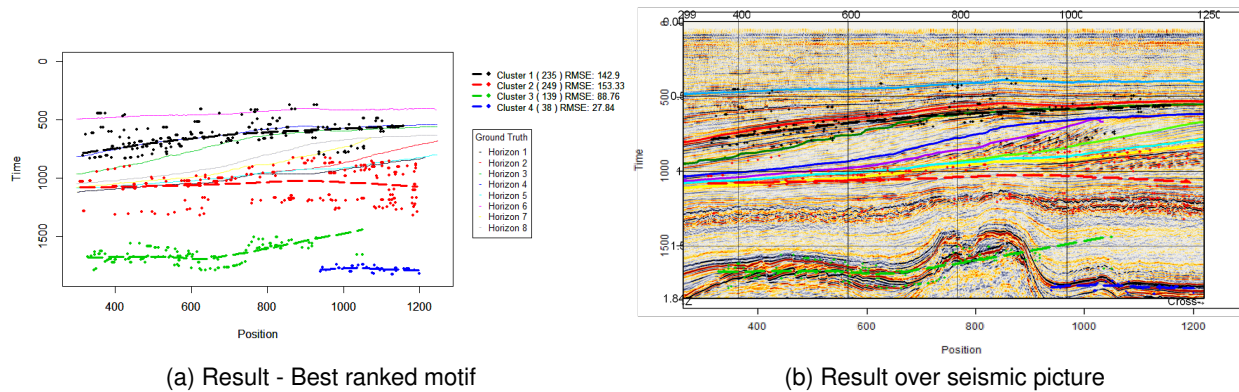 0
500
1000
1500
Time
400
600
800
1000
1200
Position
Cluster 1 ( 235 ) RMSE: 142.9
Cluster 2 ( 249 ) RMSE: 153.33
Cluster 3 ( 139 ) RMSE: 88.76
Cluster 4 ( 38 ) RMSE: 27.84
Ground Truth
Horizon 1
Horizon 2
Horizon 3
Horizon 4
Horizon 5
Horizon 6
Horizon 7
Horizon 8
(a) Result - Best ranked motif
299
400
600
800
1000
1250
Time
Cross-
400
600
800
1000
1200
Position
(b) Result over seismic picture